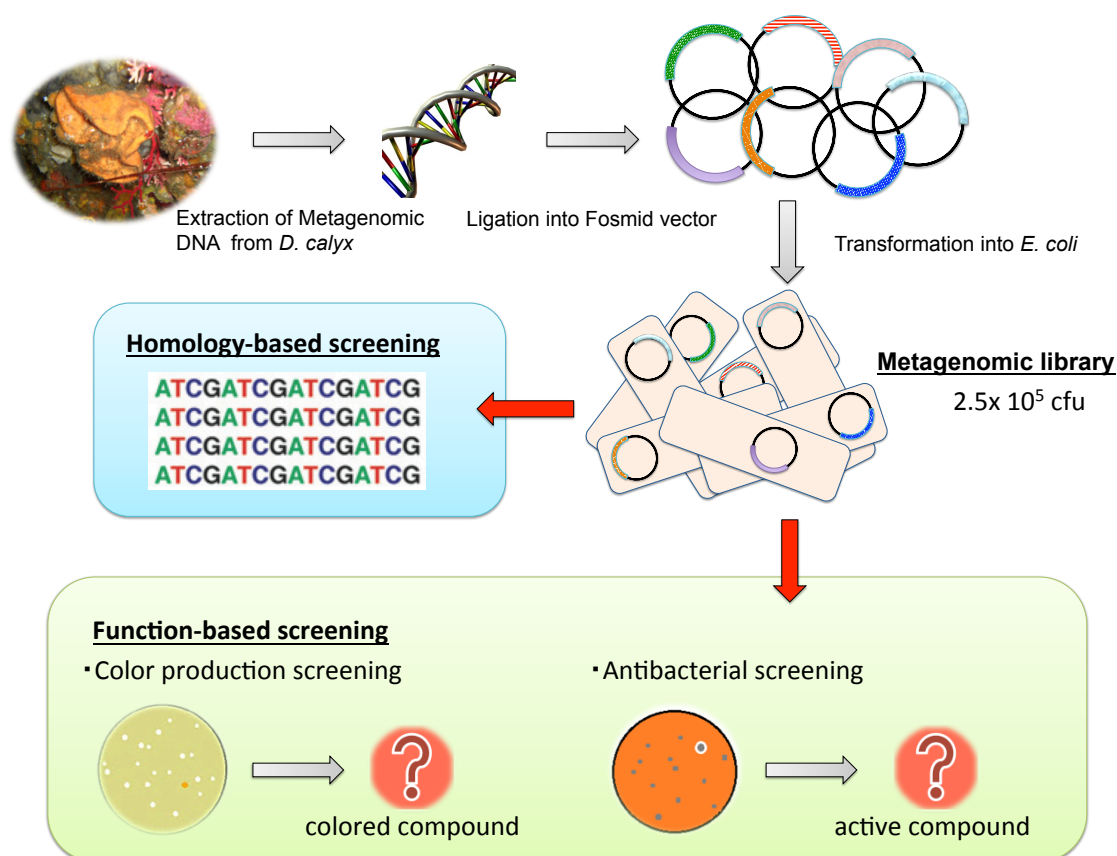 Extraction of Metagenomic
DNA from D. calyx
Ligation into Fosmid vector
Transformation into E. coli
Metagenomic library
2.5x 10⁵ cfu
Homology-based screening
ATCGATCGATCGATCG
ATCGATCGATCGATCG
ATCGATCGATCGATCG
ATCGATCGATCGATCG
Function-based screening
・Color production screening
・Antibacterial screening
?
colored compound
?
active compound